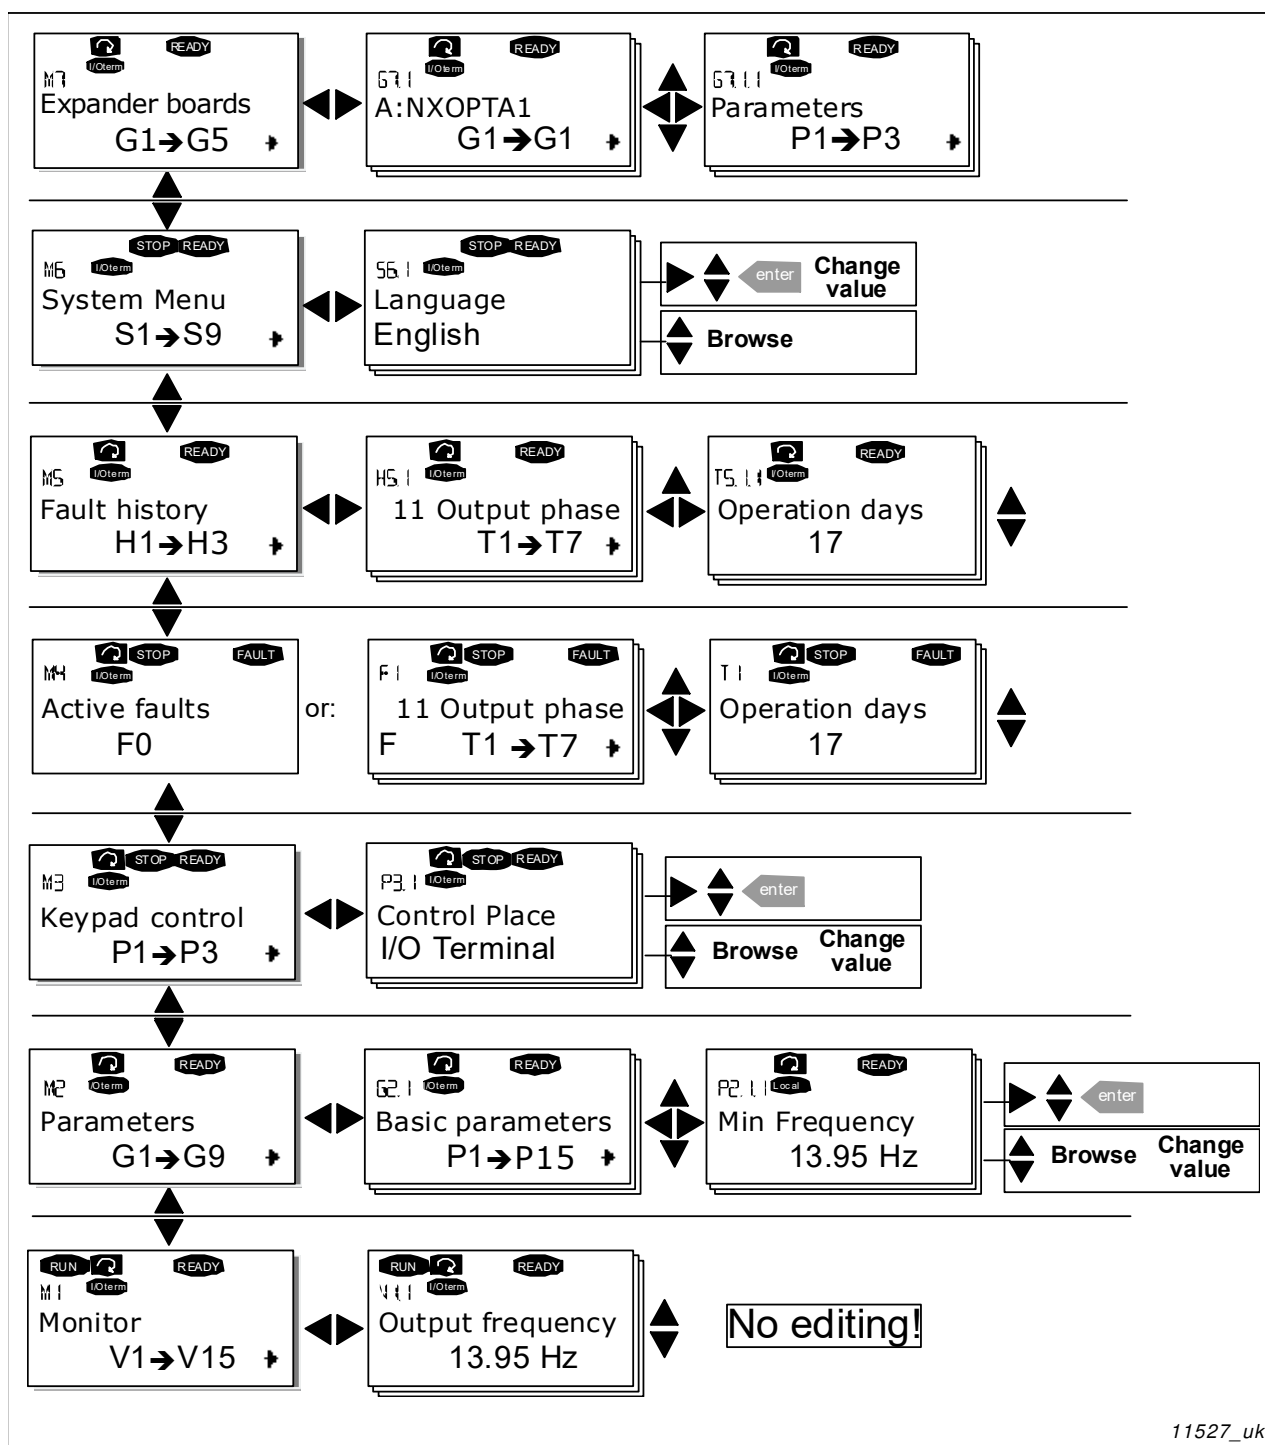 READY
I/Oterm
M7
Expander boards
G1➔G5
READY
I/Oterm
G7.1
A:NXOPTA1
G1➔G1
READY
I/Oterm
G7.1.1
Parameters
P1➔P3
STOP READY
I/Oterm
M6
System Menu
S1➔S9
STOP READY
I/Oterm
S6.1
Language
English
enter
Change
value
Browse
READY
I/Oterm
M5
Fault history
H1➔H3
READY
I/Oterm
H5.1
11 Output phase
T1➔T7
READY
I/Oterm
T5.1.1
Operation days
17
STOP FAULT
I/Oterm
M4
Active faults
F0
or:
STOP FAULT
I/Oterm
F1
11 Output phase
F T1 ➔T7
STOP FAULT
I/Oterm
T1
Operation days
17
STOP READY
I/Oterm
M3
Keypad control
P1➔P3
STOP READY
I/Oterm
P3.1
Control Place
I/O Terminal
enter
Browse
Change
value
READY
I/Oterm
M2
Parameters
G1➔G9
READY
I/Oterm
G2.1
Basic parameters
P1➔P15
READY
Local
P2.1.1
Min Frequency
13.95 Hz
enter
Browse
Change
value
RUN READY
I/Oterm
M1
Monitor
V1➔V15
RUN READY
I/Oterm
V1.1
Output frequency
13.95 Hz
No editing!
11527_uk